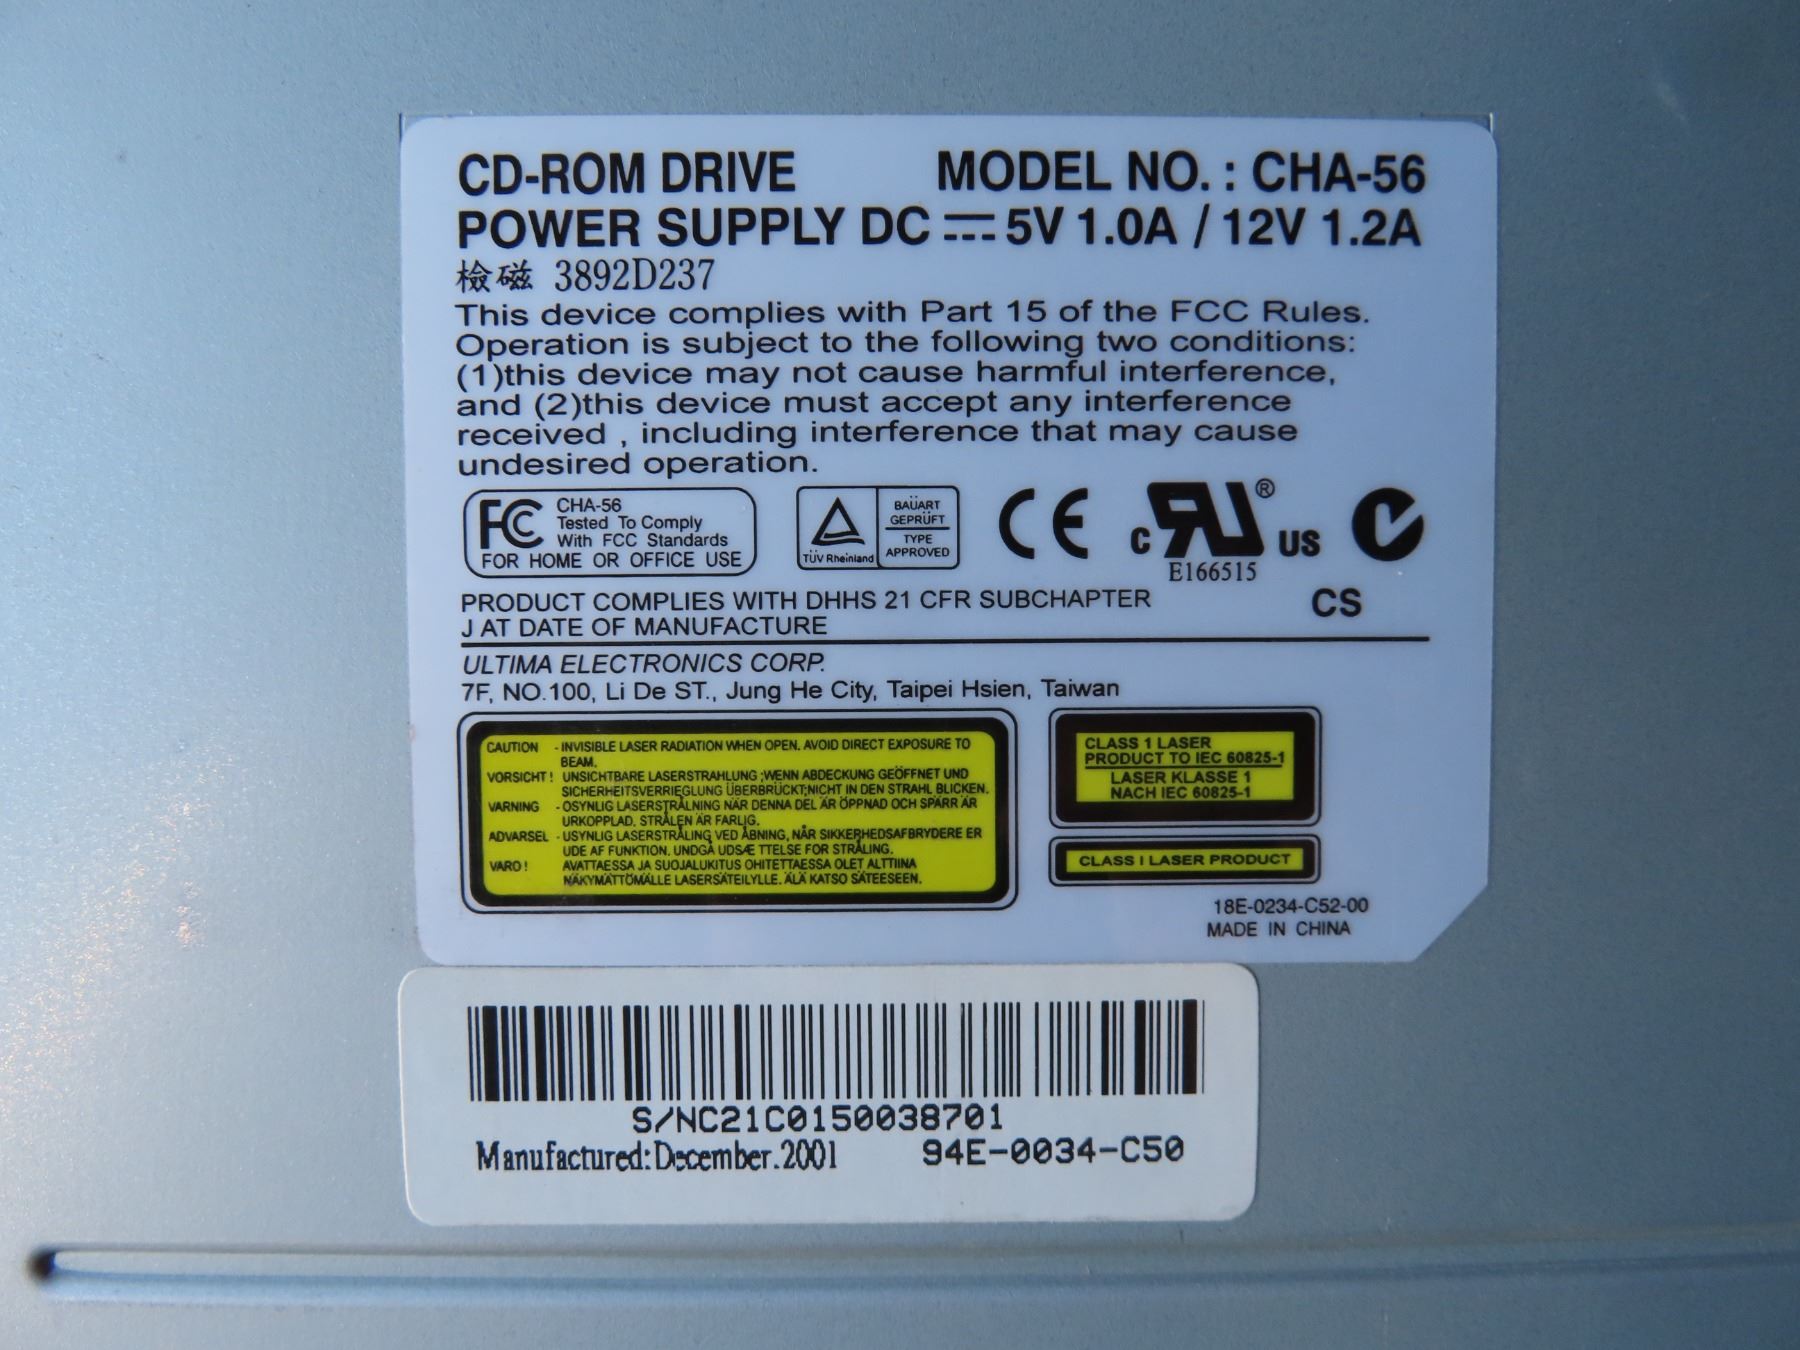 CD-ROM DRIVE MODEL NO. : CHA-56
POWER SUPPLY DC 5V 1.0A / 12V 1.2A
檢磁 3892D237
This device complies with Part 15 of the FCC Rules.
Operation is subject to the following two conditions:
(1)this device may not cause harmful interference,
and (2)this device must accept any interference
received , including interference that may cause
undesired operation.
FC CHA-56
Tested To Comply
With FCC Standards
FOR HOME OR OFFICE USE
TÜV Rheinland
BAÜART
GEPRÜFT
TYPE
APPROVED
CE
c RU ® US
E166515
CS
PRODUCT COMPLIES WITH DHHS 21 CFR SUBCHAPTER
J AT DATE OF MANUFACTURE
ULTIMA ELECTRONICS CORP.
7F, NO.100, Li De ST., Jung He City, Taipei Hsien, Taiwan
CAUTION - INVISIBLE LASER RADIATION WHEN OPEN. AVOID DIRECT EXPOSURE TO
BEAM.
VORSICHT! UNSICHTBARE LASERSTRAHLUNG ;WENN ABDECKUNG GEÖFFNET UND
SICHERHEITSVERRIEGLUNG ÜBERBRÜCKT;NICHT IN DEN STRAHL BLICKEN.
VARNING - OSYNLIG LASERSTRÅLNING NÄR DENNA DEL ÄR ÖPPNAD OCH SPÄRR ÄR
URKOPPLAD. STRÅLEN ÄR FARLIG.
ADVARSEL - USYNLIG LASERSTRÅLING VED ÅBNING, NÅR SIKKERHEDSAFBRYDERE ER
UDE AF FUNKTION. UNDGÅ UDSÆ TTELSE FOR STRÅLING.
VARO! AVATTAESSA JA SUOJALUKITUS OHITETTAESSA OLET ALTTIINA
NÄKYMÄTTÖMÄLLE LASERSÄTEILYLLE. ÄLÄ KATSO SÄTEESEEN.
CLASS 1 LASER
PRODUCT TO IEC 60825-1
LASER KLASSE 1
NACH IEC 60825-1
CLASS I LASER PRODUCT
18E-0234-C52-00
MADE IN CHINA
S/NC21C0150038701
Manufactured:December.2001 94E-0034-C50